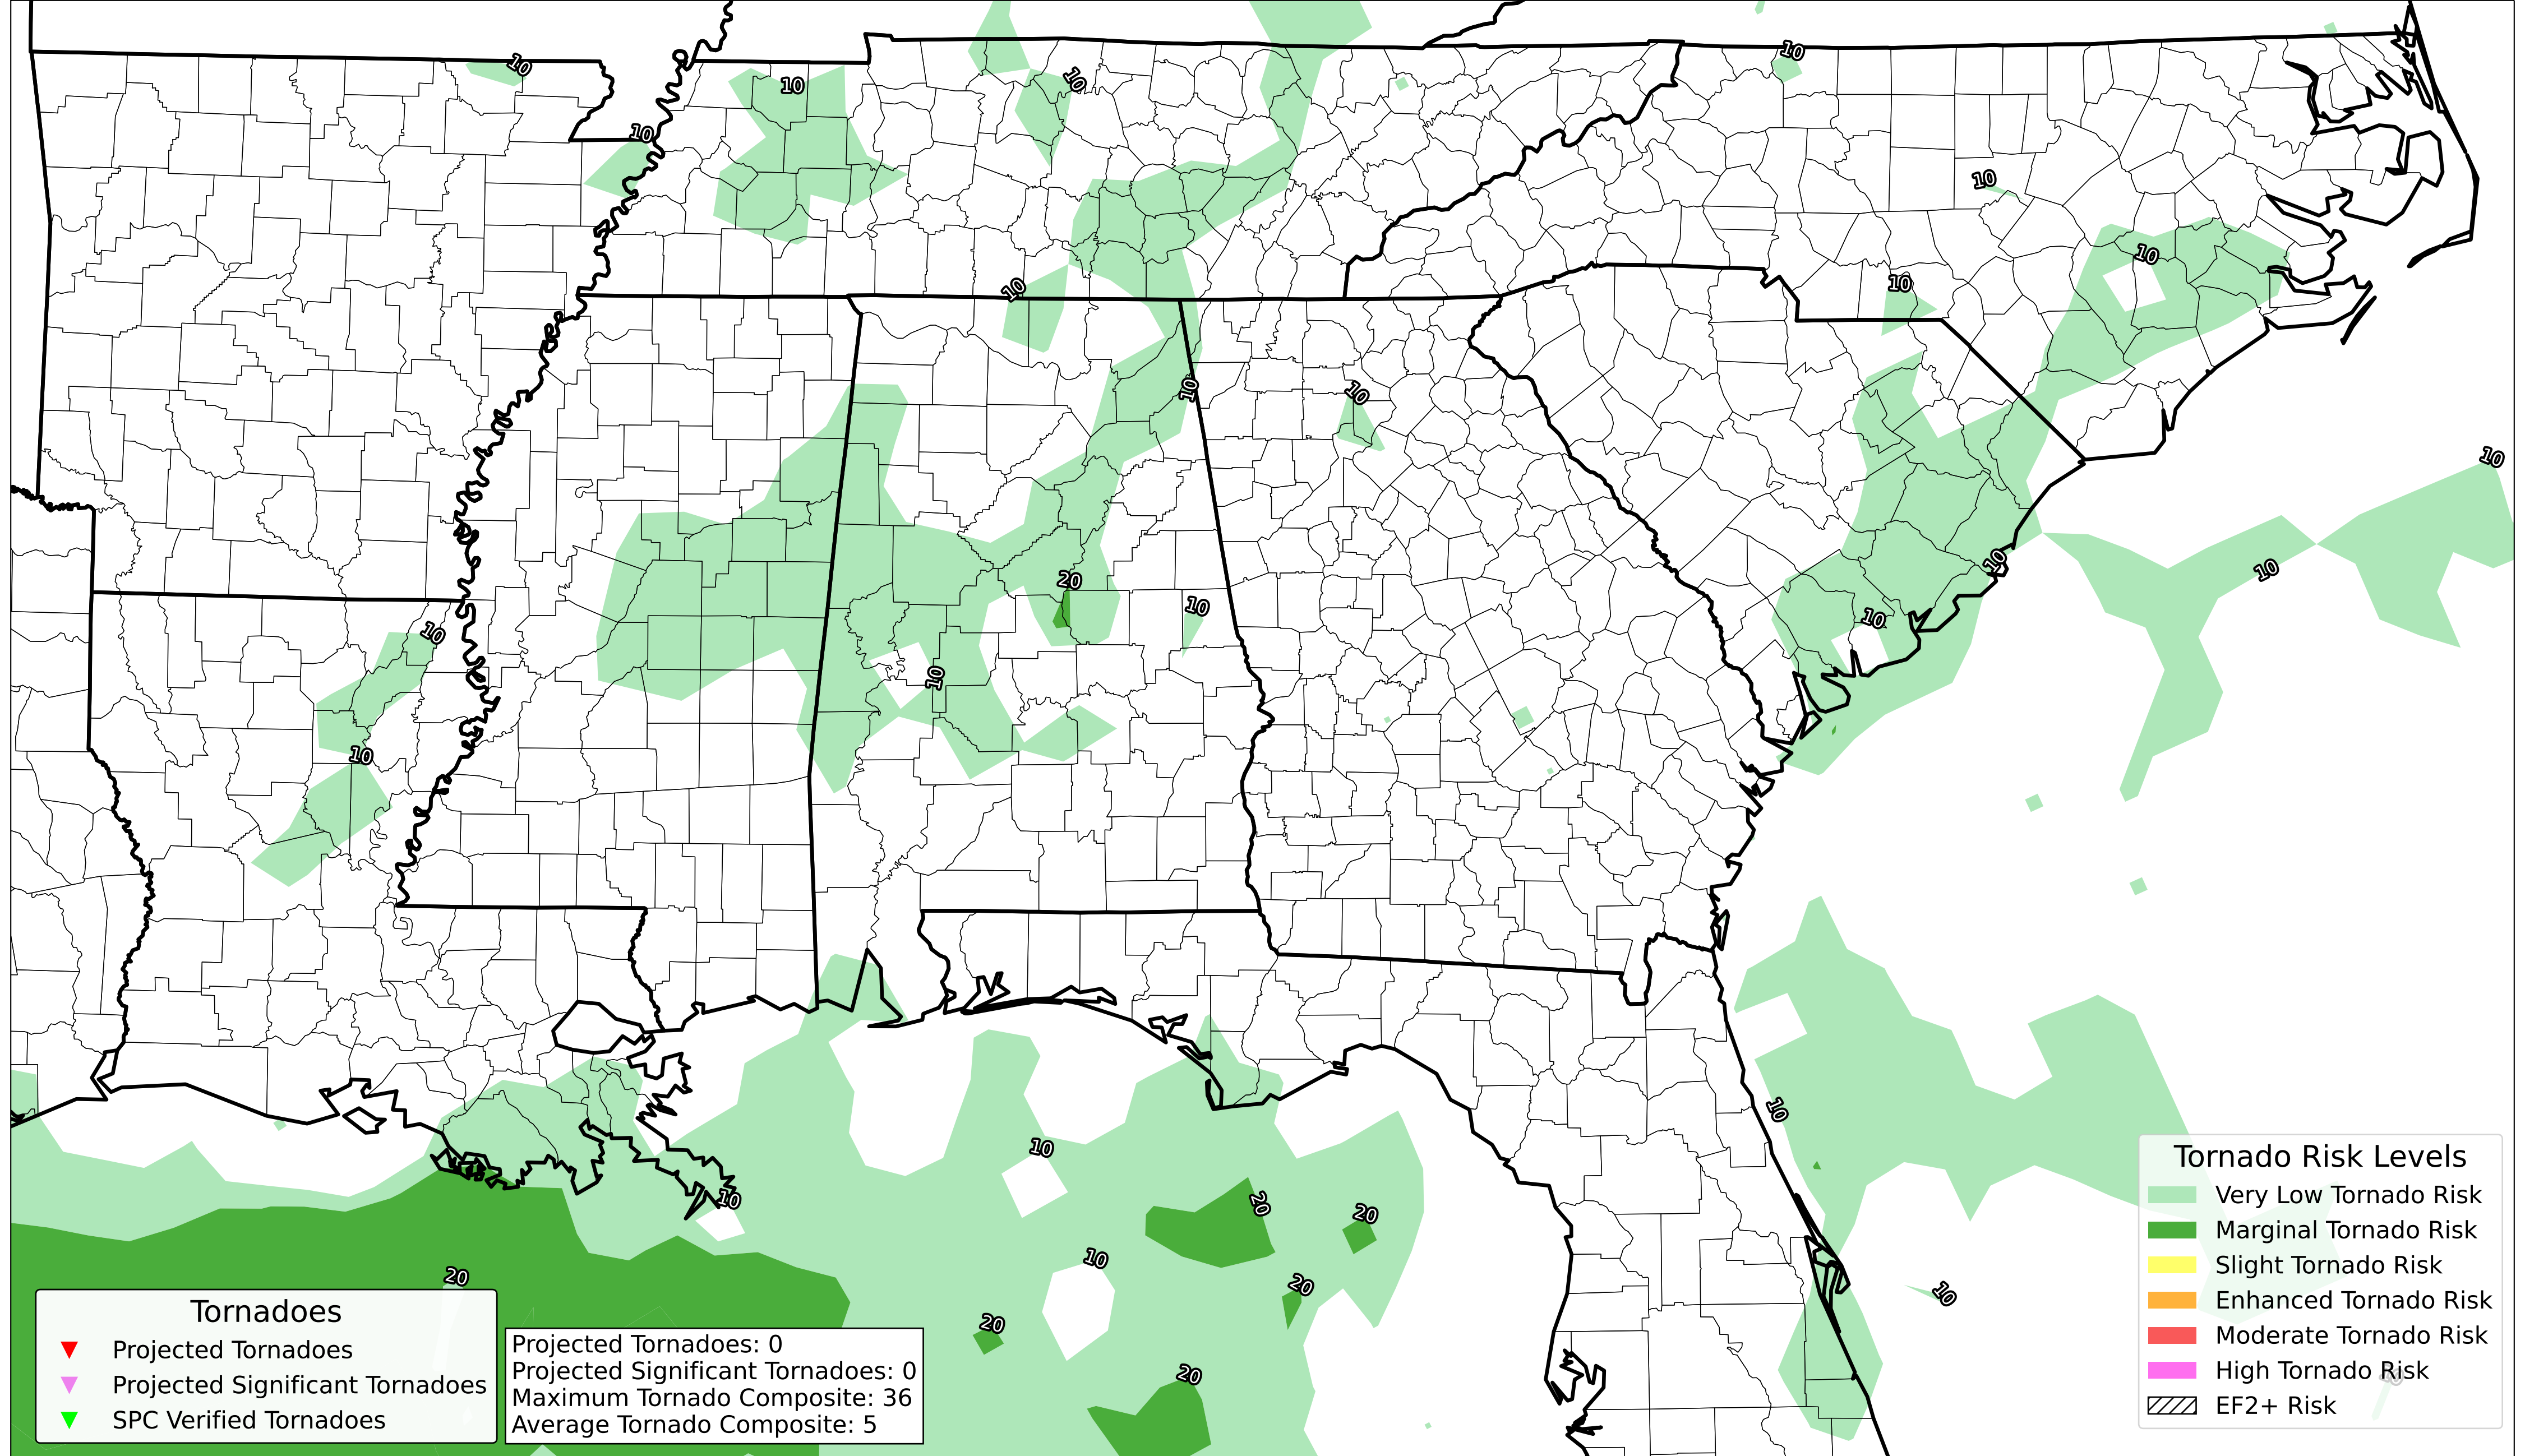 10
10
10
10
10
10
10
10
10
10
10
10
10
20
10
10
10
10
10
10
10
10
10
10
20
20
10
20
20
10
20
20
Tornado Risk Levels
Very Low Tornado Risk
Marginal Tornado Risk
Slight Tornado Risk
Enhanced Tornado Risk
Moderate Tornado Risk
High Tornado Risk
EF2+ Risk
Tornadoes
Projected Tornadoes
Projected Significant Tornadoes
SPC Verified Tornadoes
Projected Tornadoes: 0
Projected Significant Tornadoes: 0
Maximum Tornado Composite: 36
Average Tornado Composite: 5